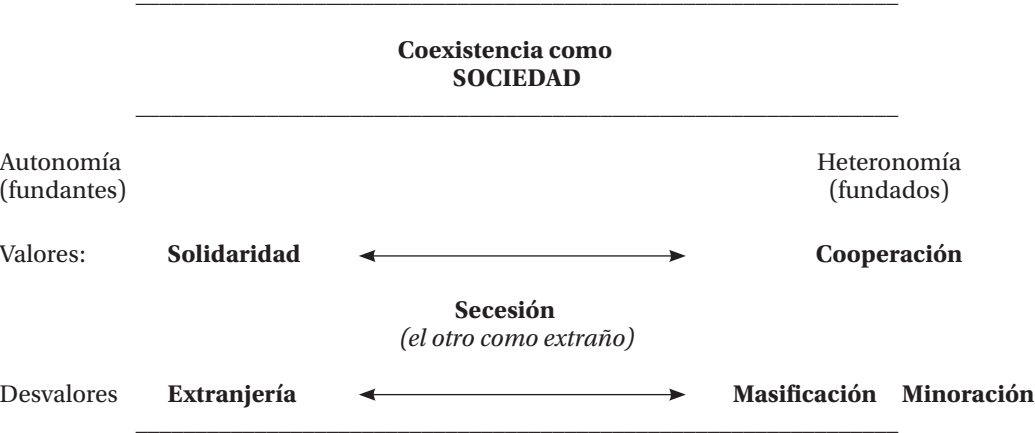 Coexistencia como
SOCIEDAD
Autonomía Heteronomía
(fundantes) (fundados)
Valores: Solidaridad Cooperación
Secesión
(el otro como extraño)
Desvalores Extranjería Masificación Minoración